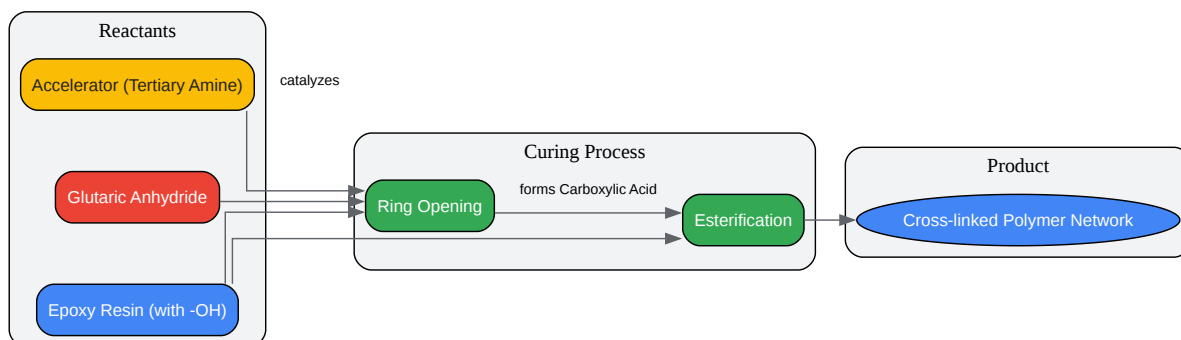 Reactants
Accelerator (Tertiary Amine)
catalyzes
Glutaric Anhydride
Epoxy Resin (with -OH)
Curing Process
Ring Opening
forms Carboxylic Acid
Esterification
Product
Cross-linked Polymer Network